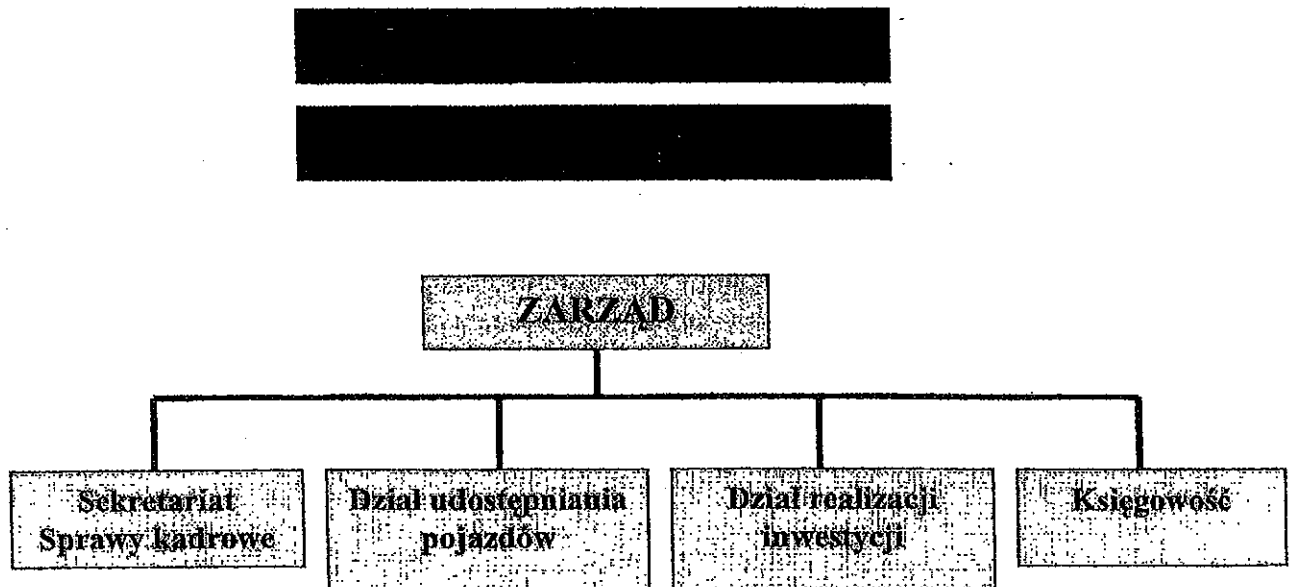 ZARZĄD
Sekretariat
Sprawy kadrowe
Dział udostępniania
pojazdów
Dział realizacji
inwestycji
Księgowość